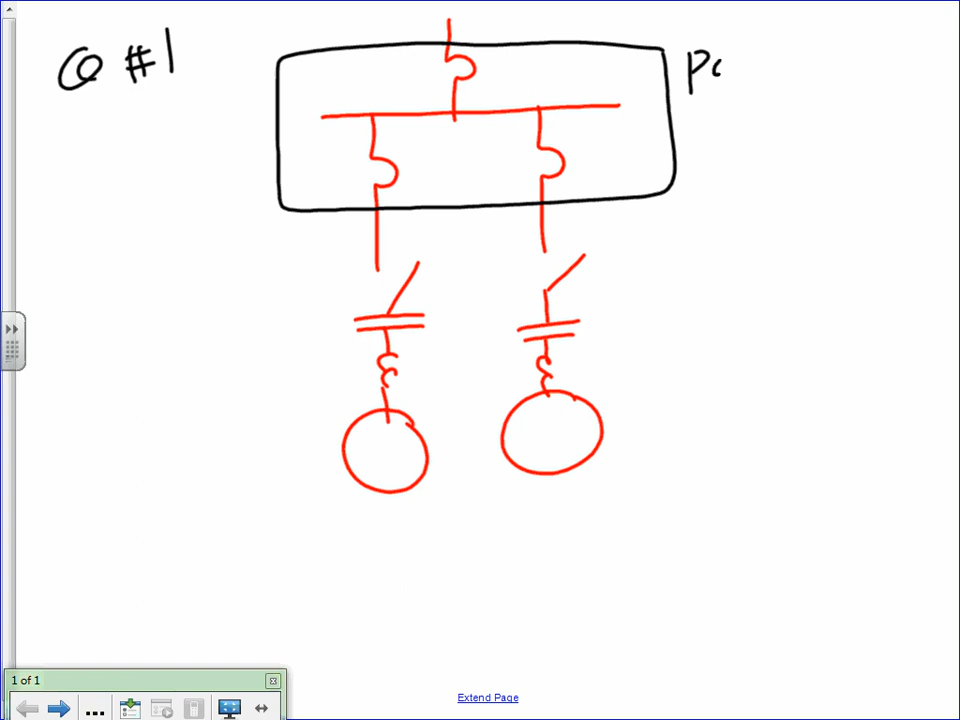 Q #1
1 of 1
Extend Page